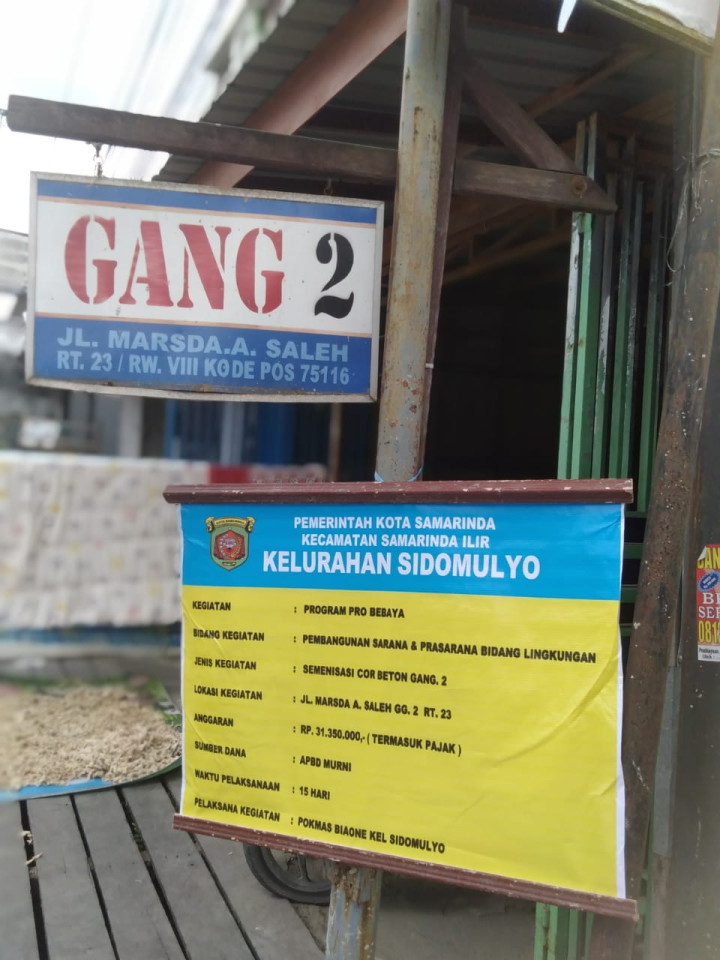 GANG 2
JL. MARSDA.A. SALEH
RT. 23 / RW. VIII KODE POS 75116
PEMERINTAH KOTA SAMARINDA
KECAMATAN SAMARINDA ILIR
KELURAHAN SIDOMULYO
KEGIATAN : PROGRAM PRO BEBAYA
BIDANG KEGIATAN : PEMBANGUNAN SARANA & PRASARANA BIDANG LINGKUNGAN
JENIS KEGIATAN : SEMENISASI COR BETON GANG. 2
LOKASI KEGIATAN : JL. MARSDA A. SALEH GG. 2 RT. 23
ANGGARAN : RP. 31.350.000,- ( TERMASUK PAJAK )
SUMBER DANA : APBD MURNI
WAKTU PELAKSANAAN : 15 HARI
PELAKSANA KEGIATAN : POKMAS BIAONE KEL SIDOMULYO